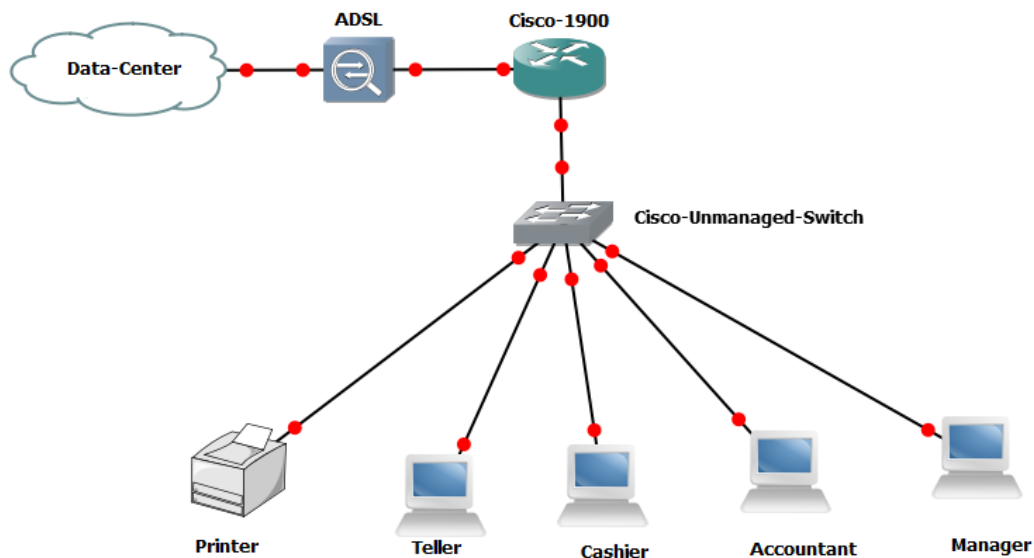 ADSL
Cisco-1900
Data-Center
Cisco-Unmanaged-Switch
Printer
Teller
Cashier
Accountant
Manager